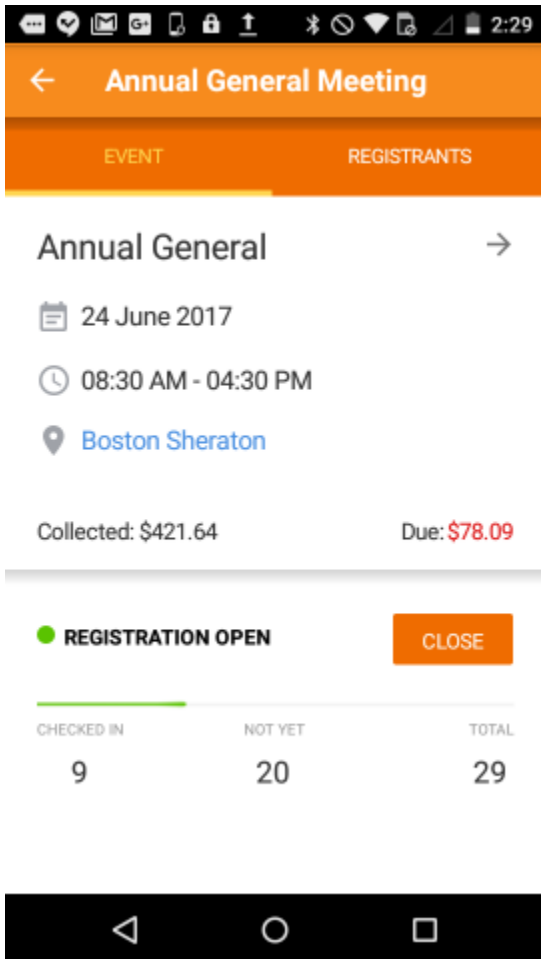 2:29
Annual General Meeting
EVENT REGISTRANTS
Annual General
24 June 2017
08:30 AM - 04:30 PM
Boston Sheraton
Collected: $421.64 Due: $78.09
REGISTRATION OPEN CLOSE
CHECKED IN NOT YET TOTAL
9 20 29